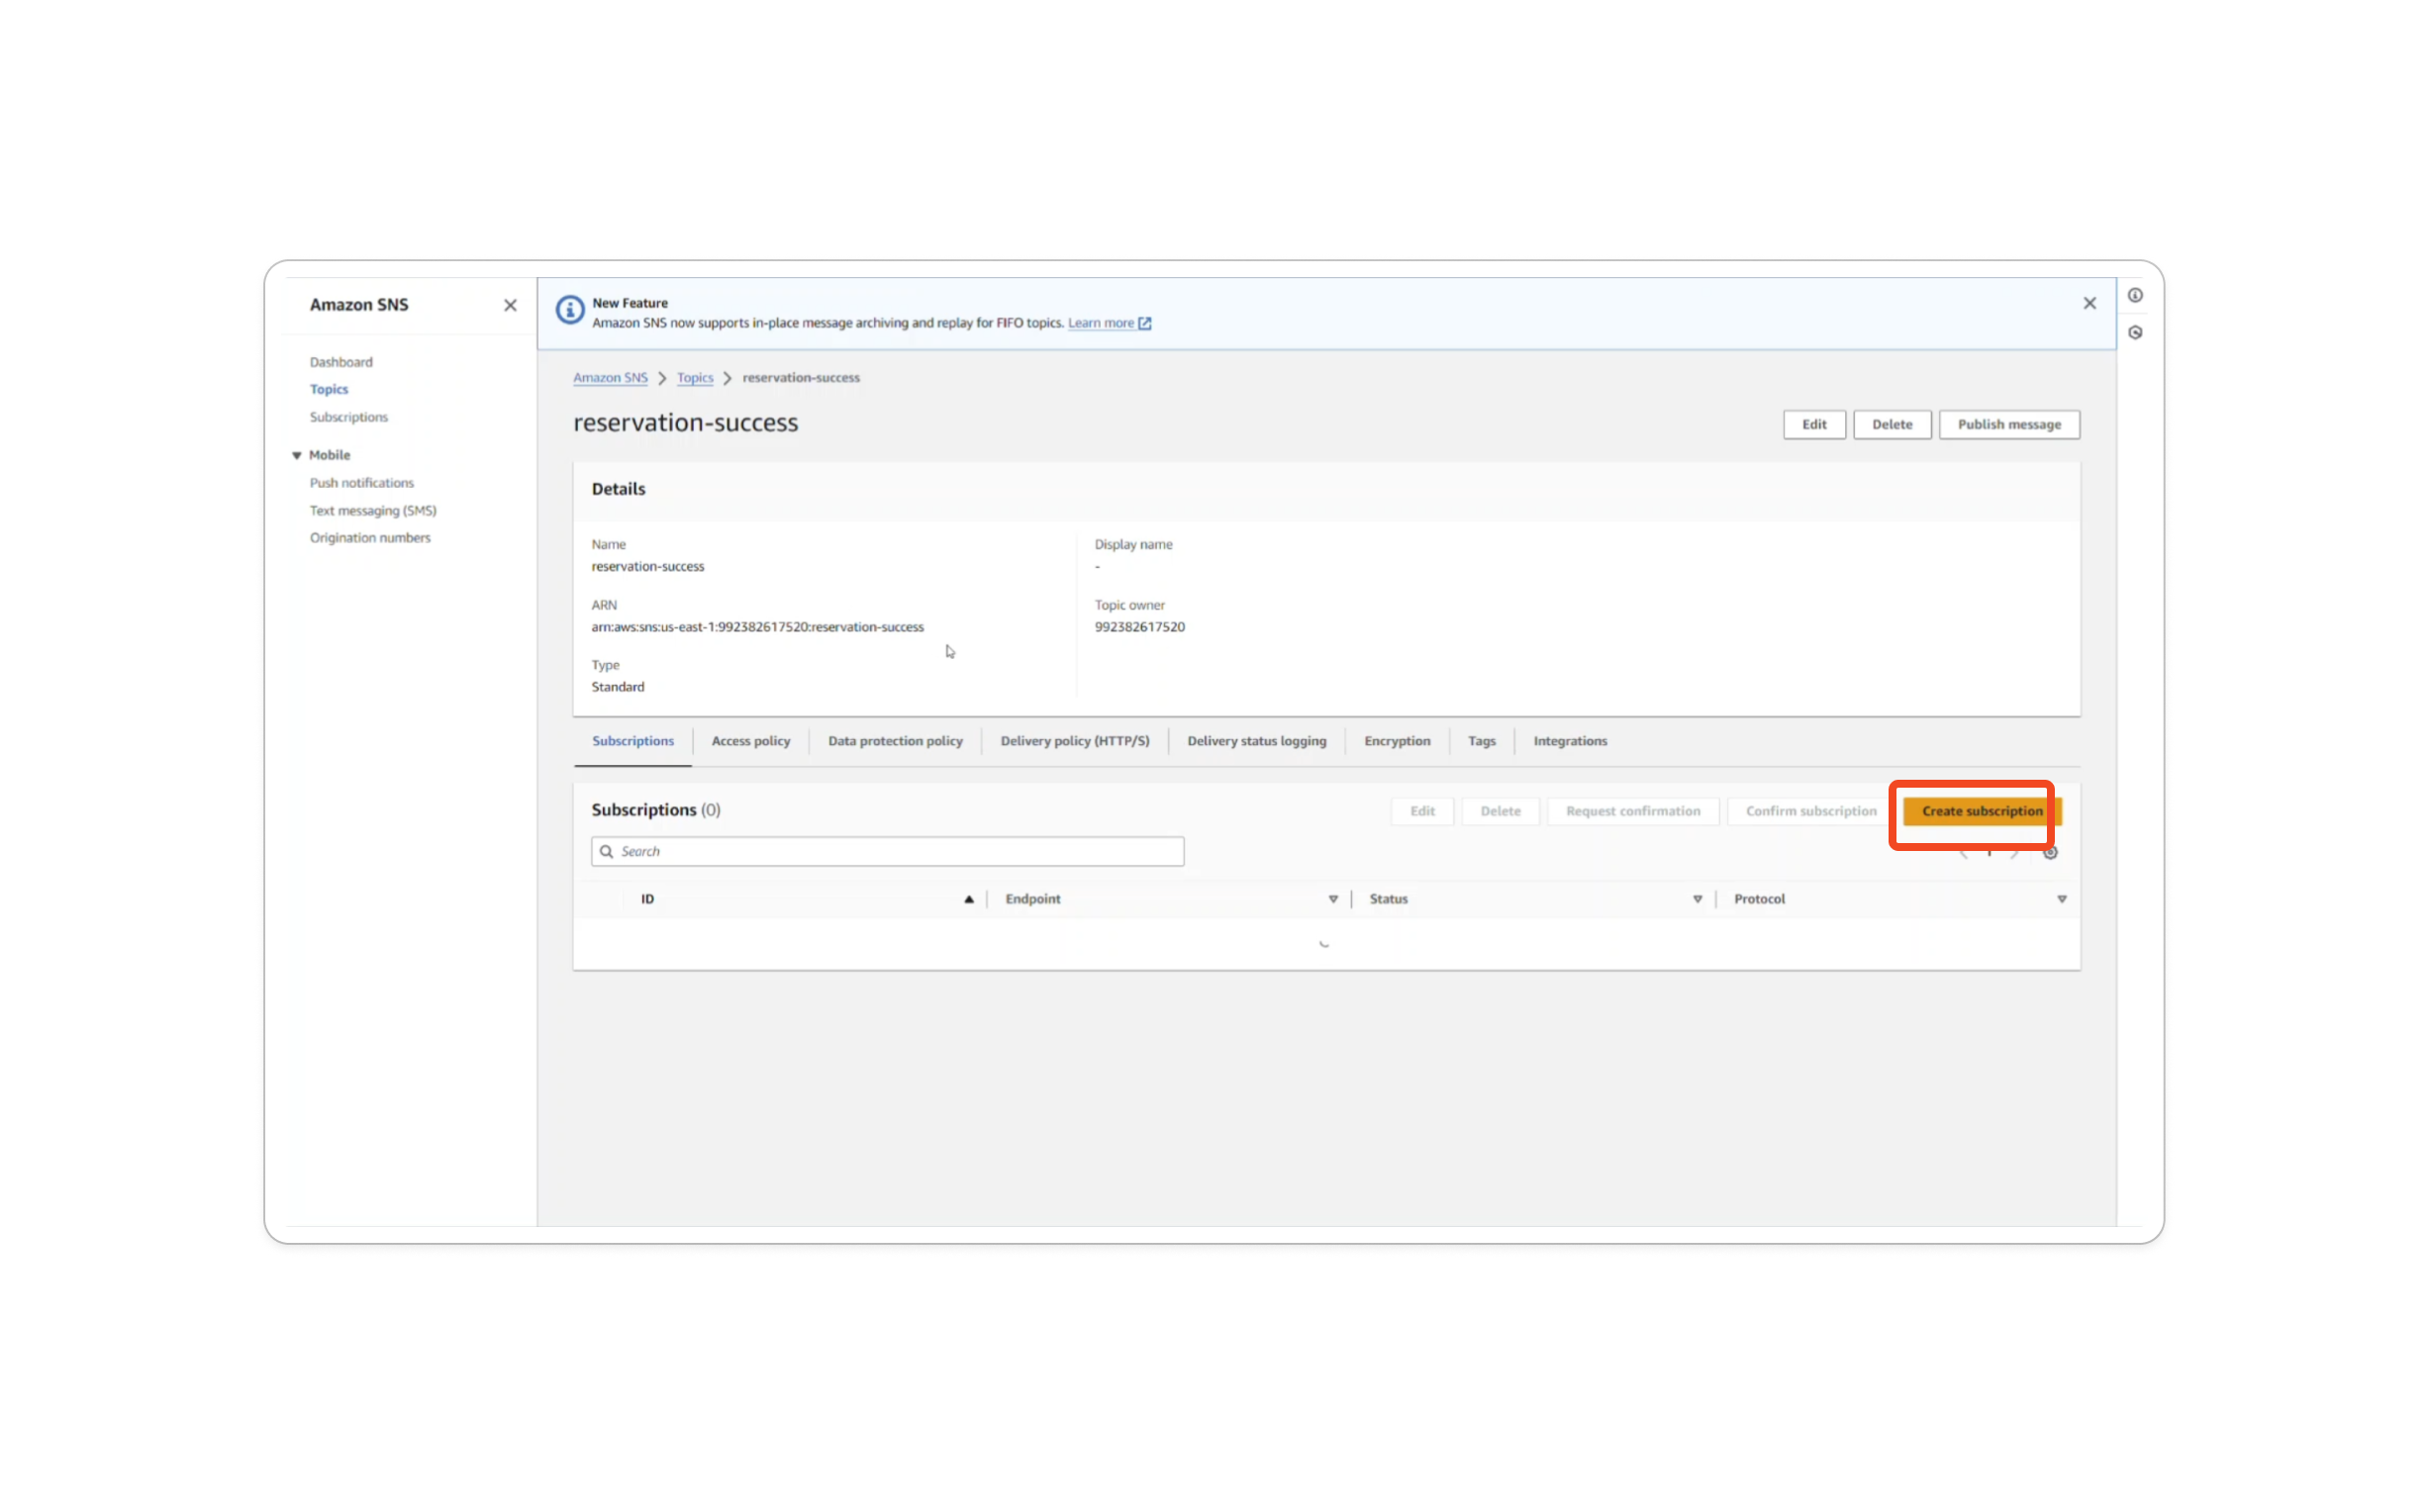 Amazon SNS
Dashboard
Topics
Subscriptions
Mobile
Push notifications
Text messaging (SMS)
Origination numbers
New Feature
Amazon SNS now supports in-place message archiving and replay for FIFO topics. Learn more
Amazon SNS > Topics > reservation-success
reservation-success
Edit Delete Publish message
Details
Name
reservation-success
Display name
-
ARN
arn:aws:sns:us-east-1:992382617520:reservation-success
Topic owner
992382617520
Type
Standard
Subscriptions Access policy Data protection policy Delivery policy (HTTP/S) Delivery status logging Encryption Tags Integrations
Subscriptions (0)
Edit Delete Request confirmation Confirm subscription Create subscription
Search
1
ID Endpoint Status Protocol